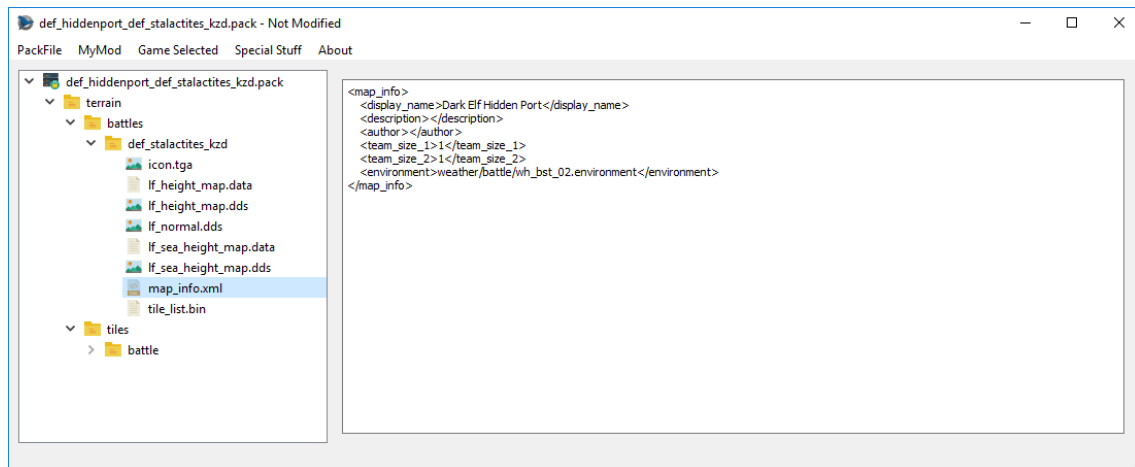 def_hiddenport_def_stalactites_kzd.pack - Not Modified
PackFile MyMod Game Selected Special Stuff About
def_hiddenport_def_stalactites_kzd.pack
terrain
battles
def_stalactites_kzd
icon.tga
lf_height_map.data
lf_height_map.dds
lf_normal.dds
lf_sea_height_map.data
lf_sea_height_map.dds
map_info.xml
tile_list.bin
tiles
battle
<map_info>
<display_name>Dark Elf Hidden Port</display_name>
<description></description>
<author></author>
<team_size_1>1</team_size_1>
<team_size_2>1</team_size_2>
<environment>weather/battle/wh_bst_02.environment</environment>
</map_info>